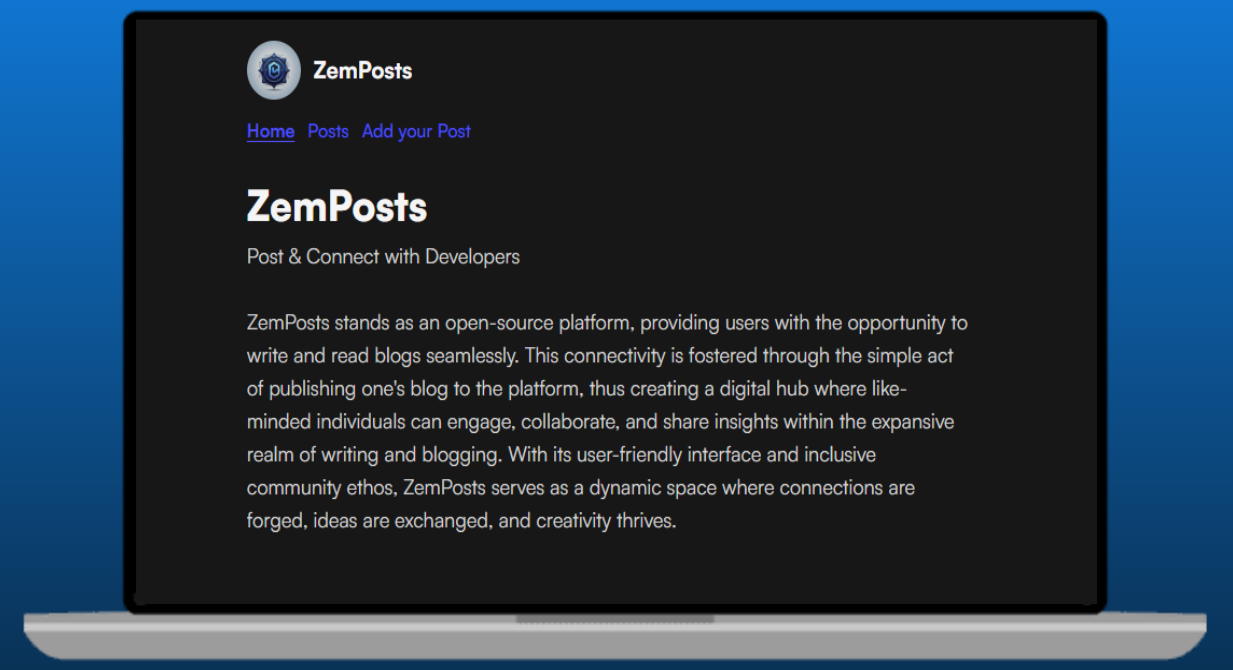 ZemPosts
Home Posts Add your Post
ZemPosts
Post & Connect with Developers
ZemPosts stands as an open-source platform, providing users with the opportunity to
write and read blogs seamlessly. This connectivity is fostered through the simple act
of publishing one's blog to the platform, thus creating a digital hub where like-
minded individuals can engage, collaborate, and share insights within the expansive
realm of writing and blogging. With its user-friendly interface and inclusive
community ethos, ZemPosts serves as a dynamic space where connections are
forged, ideas are exchanged, and creativity thrives.